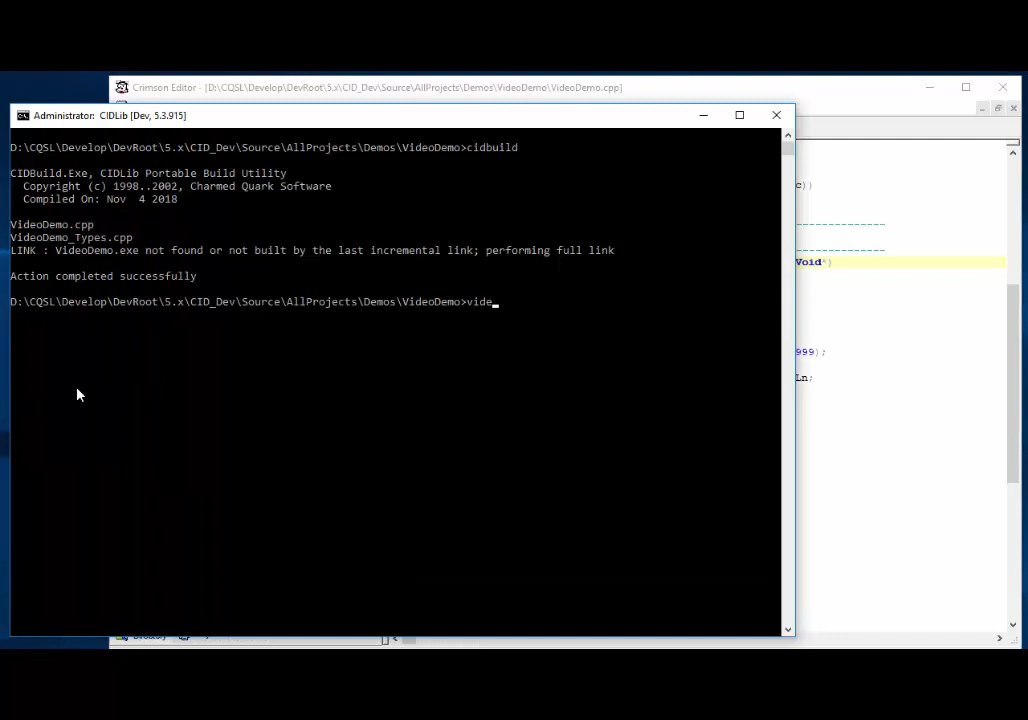 Crimson Editor - [D:\CQSL\Develop\DevRoot\5.x\CID_Dev\Source\AllProjects\Demos\VideoDemo\VideoDemo.cpp]
Administrator: CIDLib [Dev, 5.3.915]
D:\CQSL\Develop\DevRoot\5.x\CID_Dev\Source\AllProjects\Demos\VideoDemo>cidbuild
CIDBuild.Exe, CIDLib Portable Build Utility
Copyright (c) 1998..2002, Charmed Quark Software
Compiled On: Nov  4 2018
VideoDemo.cpp
VideoDemo_Types.cpp
LINK : VideoDemo.exe not found or not built by the last incremental link; performing full link
Action completed successfully
D:\CQSL\Develop\DevRoot\5.x\CID_Dev\Source\AllProjects\Demos\VideoDemo>vide_
c))
-------------
-------------
Void*)
999);
Ln;